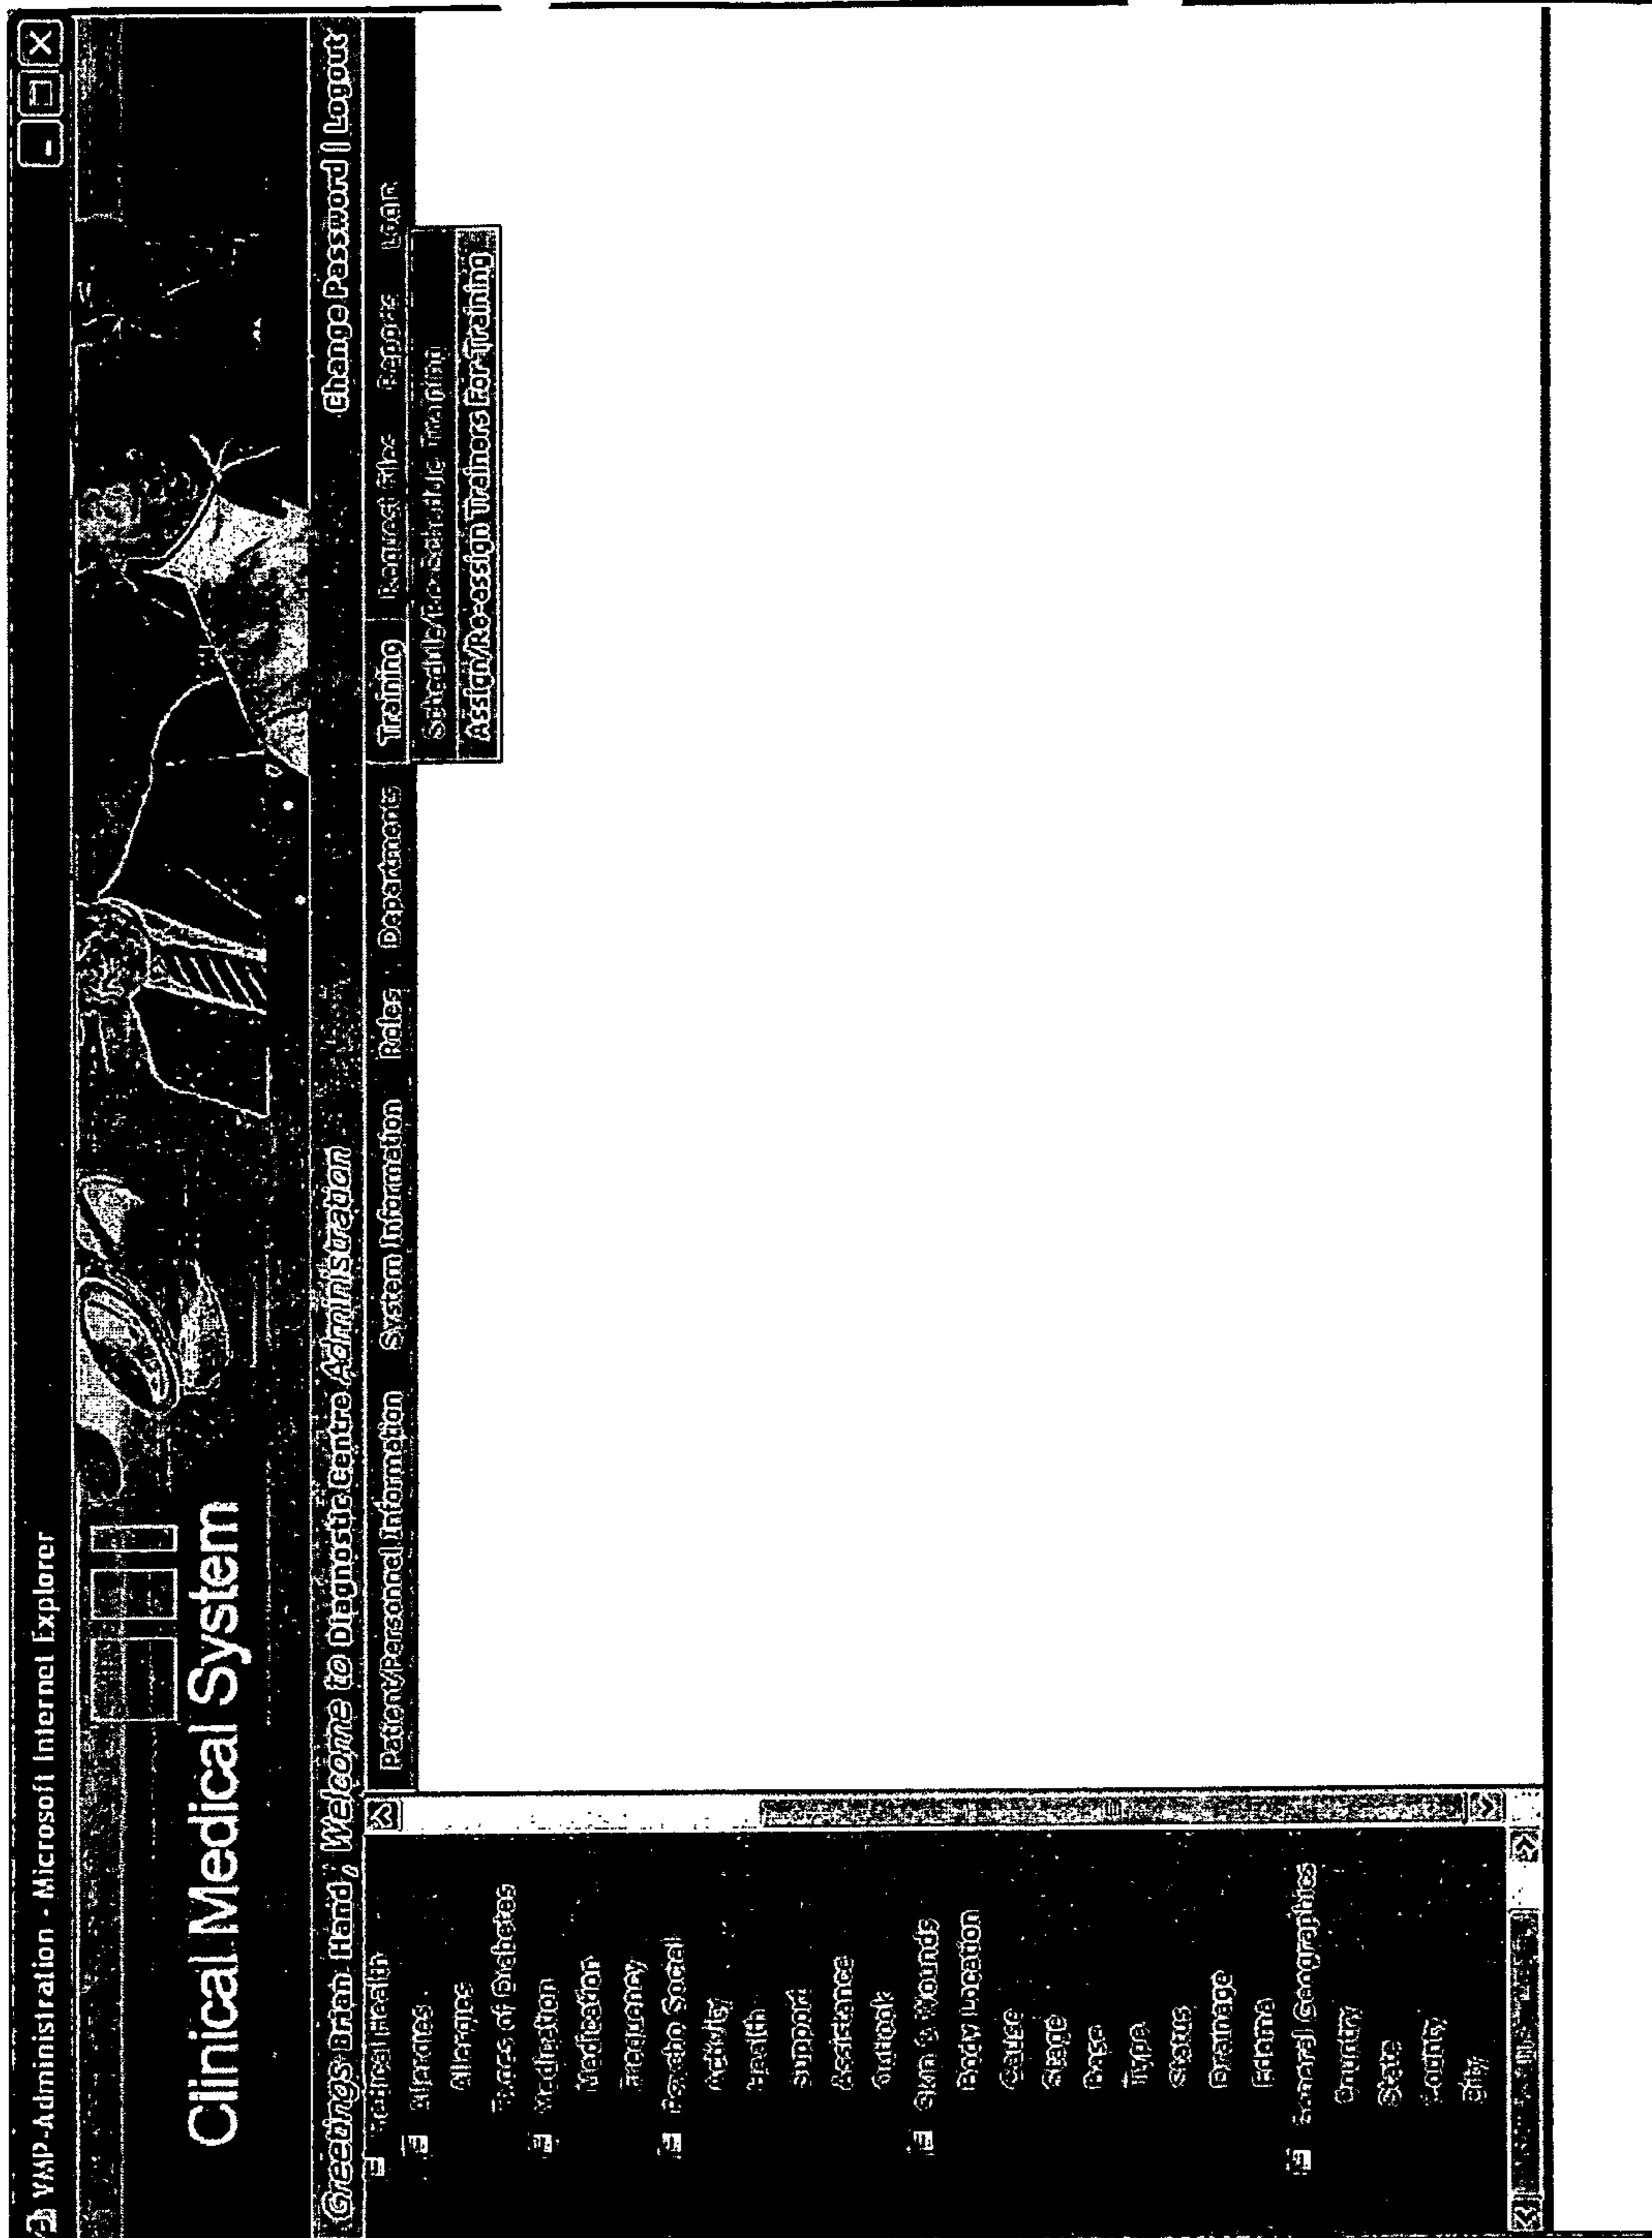 VMP-Administration - Microsoft Internet Explorer
Clinical Medical System
Greetings Brian Hand, Welcome to Diagnostic Centre Administration
Change Password | Logout
Patient/Personnel Information System Information Roles Departments Training Request Files Reports
Schedule/Re-Schedule Training
Assign/Re-assign Trainers For Training
Health
Allergies
Types of Diabetes
Medication
Medication
Frequency
Psycho Social
Activity
Health
Support
Assistance
Outlook
Skin & Wounds
Body Location
Cause
Stage
Base
Type
Status
Drainage
Edema
General Geographics
Country
State
County
City